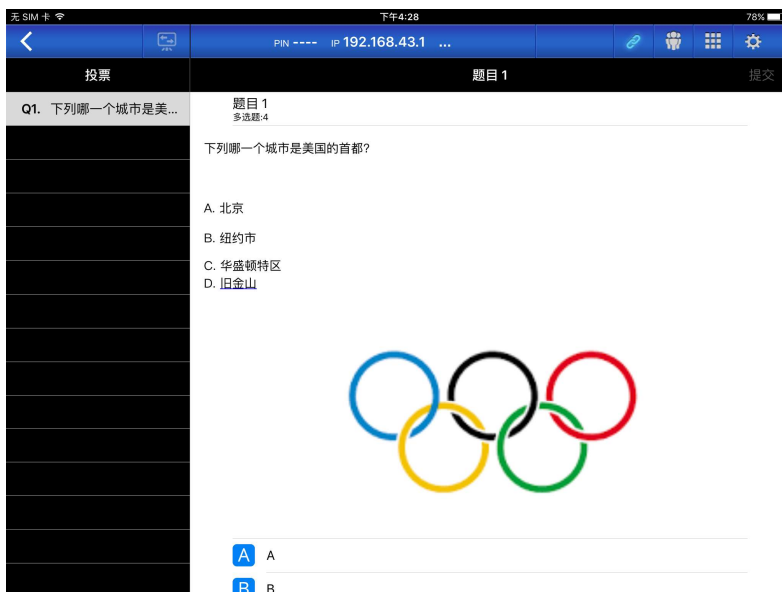 无 SIM 卡 下午4:28 78%
PIN ---- IP 192.168.43.1 ...
投票 题目 1 提交
Q1. 下列哪一个城市是美...
题目 1
多选题:4
下列哪一个城市是美国的首都?
A. 北京
B. 纽约市
C. 华盛顿特区
D. 旧金山
A A
B B